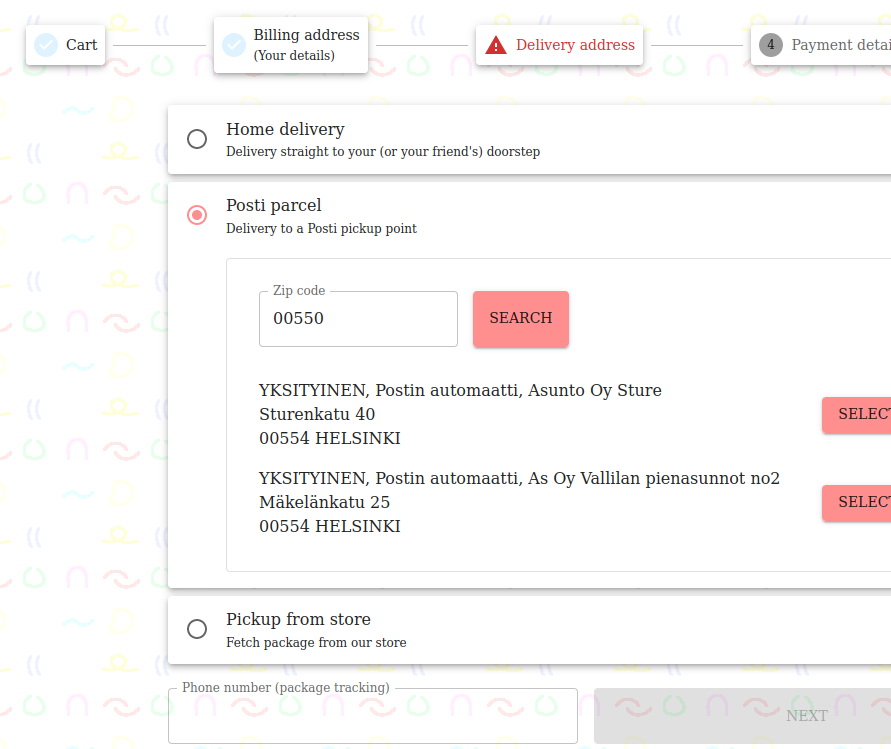 Cart
Billing address
(Your details)
Delivery address
4 Payment detai
Home delivery
Delivery straight to your (or your friend's) doorstep
Posti parcel
Delivery to a Posti pickup point
Zip code
00550
SEARCH
YKSITYINEN, Postin automaatti, Asunto Oy Sture
Sturenkatu 40
00554 HELSINKI
SELECT
YKSITYINEN, Postin automaatti, As Oy Vallilan pienasunnot no2
Mäkelänkatu 25
00554 HELSINKI
SELECT
Pickup from store
Fetch package from our store
Phone number (package tracking)
NEXT